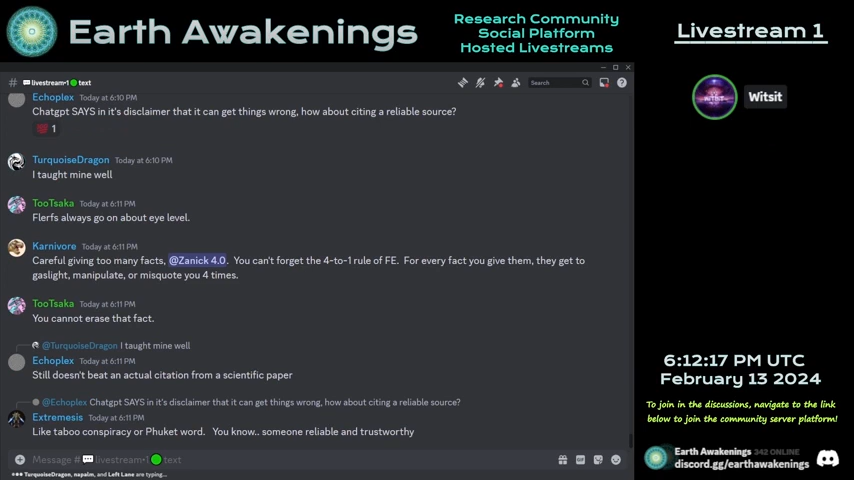 Earth Awakenings
Research Community
Social Platform
Hosted Livestreams
Livestream 1
# livestream•1 text
Search
Witsit
Echoplex Today at 6:10 PM
Chatgpt SAYS in it's disclaimer that it can get things wrong, how about citing a reliable source?
1
TurquoiseDragon Today at 6:10 PM
I taught mine well
TooTsaka Today at 6:11 PM
Flerfs always go on about eye level.
Karnivore Today at 6:11 PM
Careful giving too many facts, @Zanick 4.0. You can't forget the 4-to-1 rule of FE. For every fact you give them, they get to
gaslight, manipulate, or misquote you 4 times.
TooTsaka Today at 6:11 PM
You cannot erase that fact.
@TurquoiseDragon I taught mine well
Echoplex Today at 6:11 PM
Still doesn't beat an actual citation from a scientific paper
@Echoplex Chatgpt SAYS in it's disclaimer that it can get things wrong, how about citing a reliable source?
Extremesis Today at 6:11 PM
Like taboo conspiracy or Phuket word. You know.. someone reliable and trustworthy
Message # livestream•1 text
GIF
TurquoiseDragon, napalm, and Left Lane are typing...
6:12:17 PM UTC
February 13 2024
To join in the discussions, navigate to the link
below to join the community server platform!
Earth Awakenings 342 ONLINE
discord.gg/earthawakenings